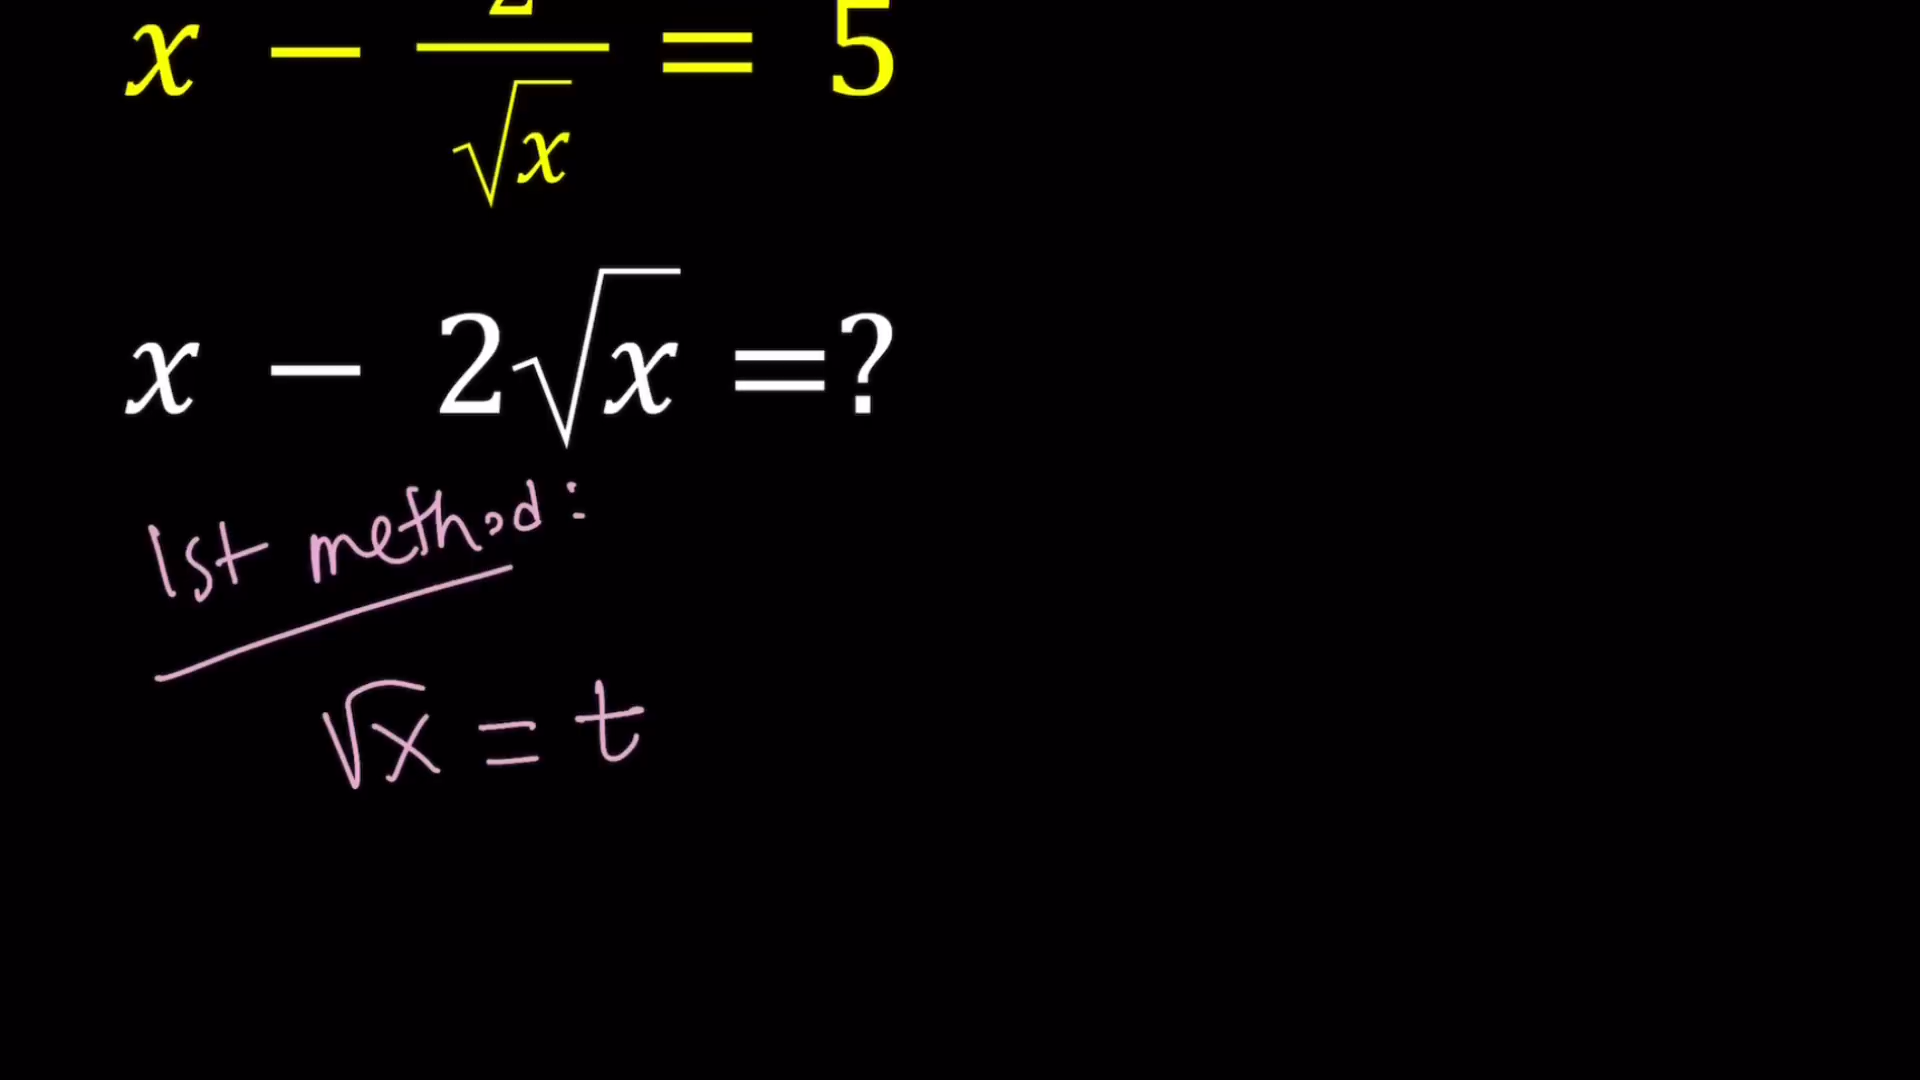 x − 2/√x = 5
x − 2√x =?
1st method:
√x = t